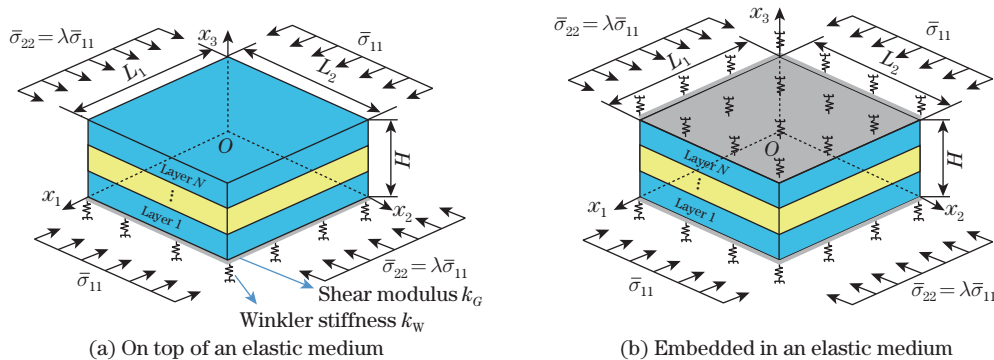 σ̄₂₂ = λσ̄₁₁
x₃
σ̄₁₁
L₁
L₂
H
O
Layer N
⋮
Layer 1
x₁
x₂
σ̄₁₁
σ̄₂₂ = λσ̄₁₁
Shear modulus k_G
Winkler stiffness k_W
(a) On top of an elastic medium
σ̄₂₂ = λσ̄₁₁
x₃
σ̄₁₁
L₁
L₂
H
O
Layer N
⋮
Layer 1
x₁
x₂
σ̄₁₁
σ̄₂₂ = λσ̄₁₁
(b) Embedded in an elastic medium